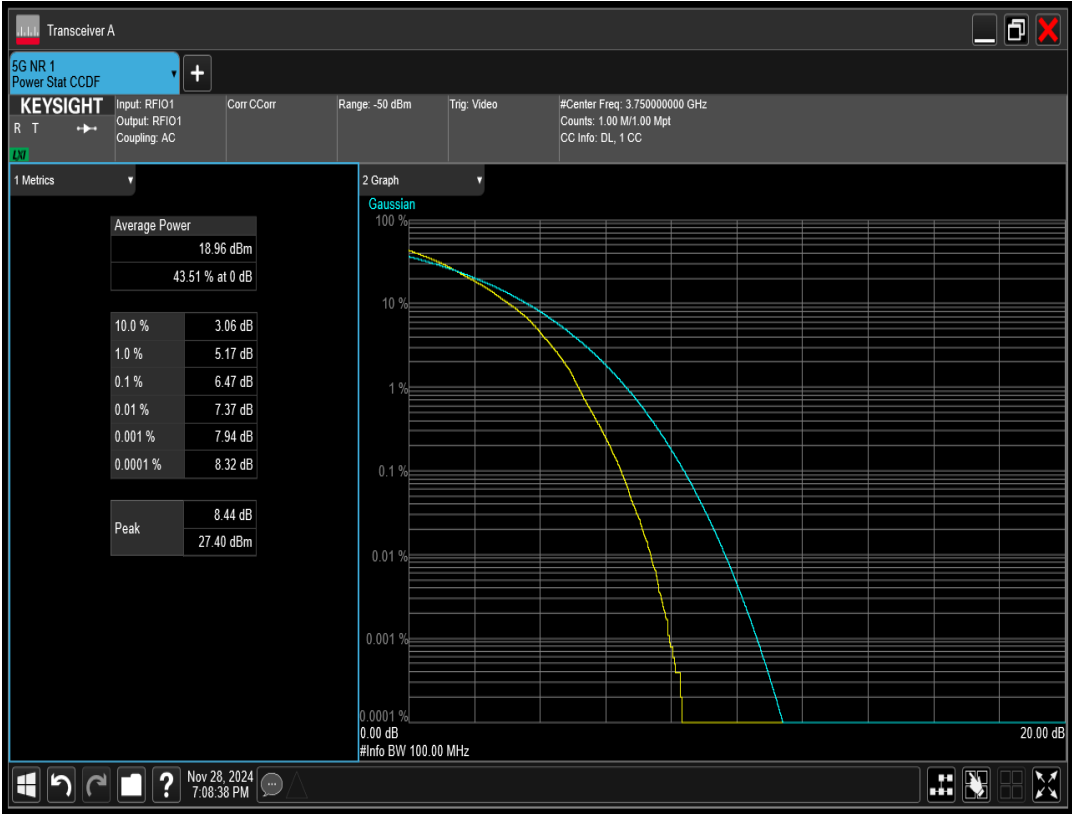 Transceiver A
5G NR 1
Power Stat CCDF
KEYSIGHT
R T
LXI
Input: RFIO1
Output: RFIO1
Coupling: AC
Corr CCorr
Range: -50 dBm
Trig: Video
#Center Freq: 3.750000000 GHz
Counts: 1.00 M/1.00 Mpt
CC Info: DL, 1 CC
1 Metrics
Average Power
18.96 dBm
43.51 % at 0 dB
10.0 % 3.06 dB
1.0 % 5.17 dB
0.1 % 6.47 dB
0.01 % 7.37 dB
0.001 % 7.94 dB
0.0001 % 8.32 dB
Peak
8.44 dB
27.40 dBm
2 Graph
Gaussian
100 %
10 %
1 %
0.1 %
0.01 %
0.001 %
0.0001 %
0.00 dB 20.00 dB
#Info BW 100.00 MHz
?
Nov 28, 2024
7:08:38 PM